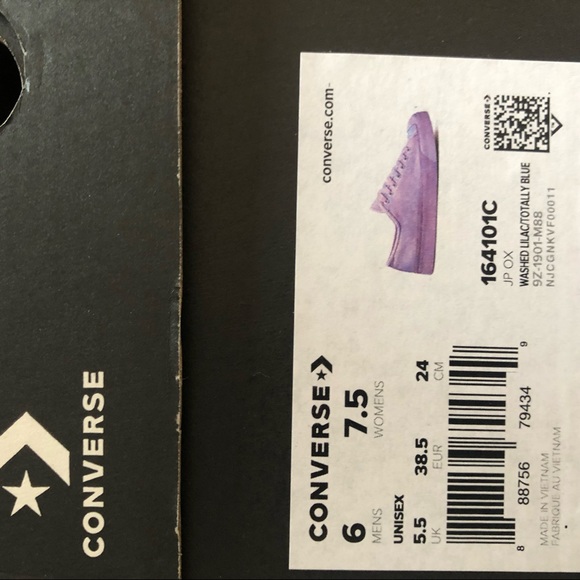 CONVERSE
converse.com
CONVERSE
164101C
JP OX
WASHED LILAC/TOTALLY BLUE
9Z-1901-M88
NJCGNKVF00011
CONVERSE
6 7.5
MENS WOMENS
UNISEX
5.5 38.5 24
UK EUR CM
8 88756 79434 9
MADE IN VIETNAM
FABRIQUE AU VIETNAM